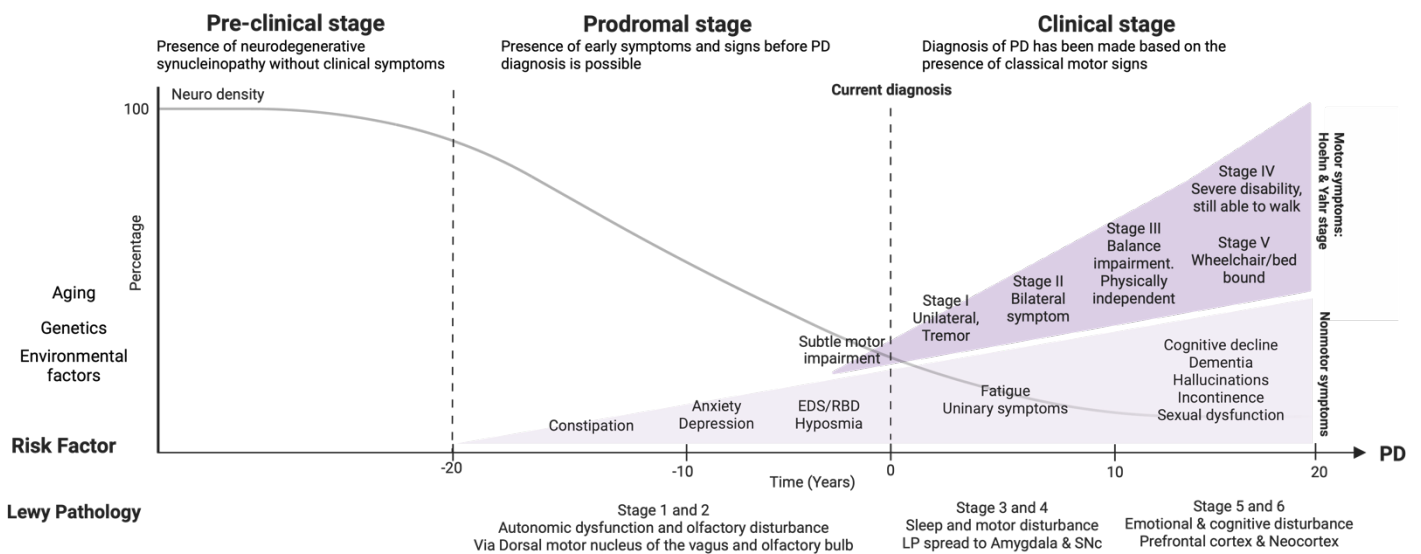 Pre-clinical stage
Presence of neurodegenerative
synucleinopathy without clinical symptoms
Prodromal stage
Presence of early symptoms and signs before PD
diagnosis is possible
Clinical stage
Diagnosis of PD has been made based on the
presence of classical motor signs
Current diagnosis
Neuro density
100
Percentage
Aging
Genetics
Environmental
factors
Risk Factor
Subtle motor
impairment
Stage I
Unilateral,
Tremor
Stage II
Bilateral
symptom
Stage III
Balance
impairment.
Physically
independent
Stage IV
Severe disability,
still able to walk
Stage V
Wheelchair/bed
bound
Motor symptoms:
Hoehn & Yahr stage
Constipation
Anxiety
Depression
EDS/RBD
Hyposmia
Fatigue
Uninary symptoms
Cognitive decline
Dementia
Hallucinations
Incontinence
Sexual dysfunction
Nonmotor symptoms
-20
-10
0
10
20
PD
Time (Years)
Lewy Pathology
Stage 1 and 2
Autonomic dysfunction and olfactory disturbance
Via Dorsal motor nucleus of the vagus and olfactory bulb
Stage 3 and 4
Sleep and motor disturbance
LP spread to Amygdala & SNc
Stage 5 and 6
Emotional & cognitive disturbance
Prefrontal cortex & Neocortex